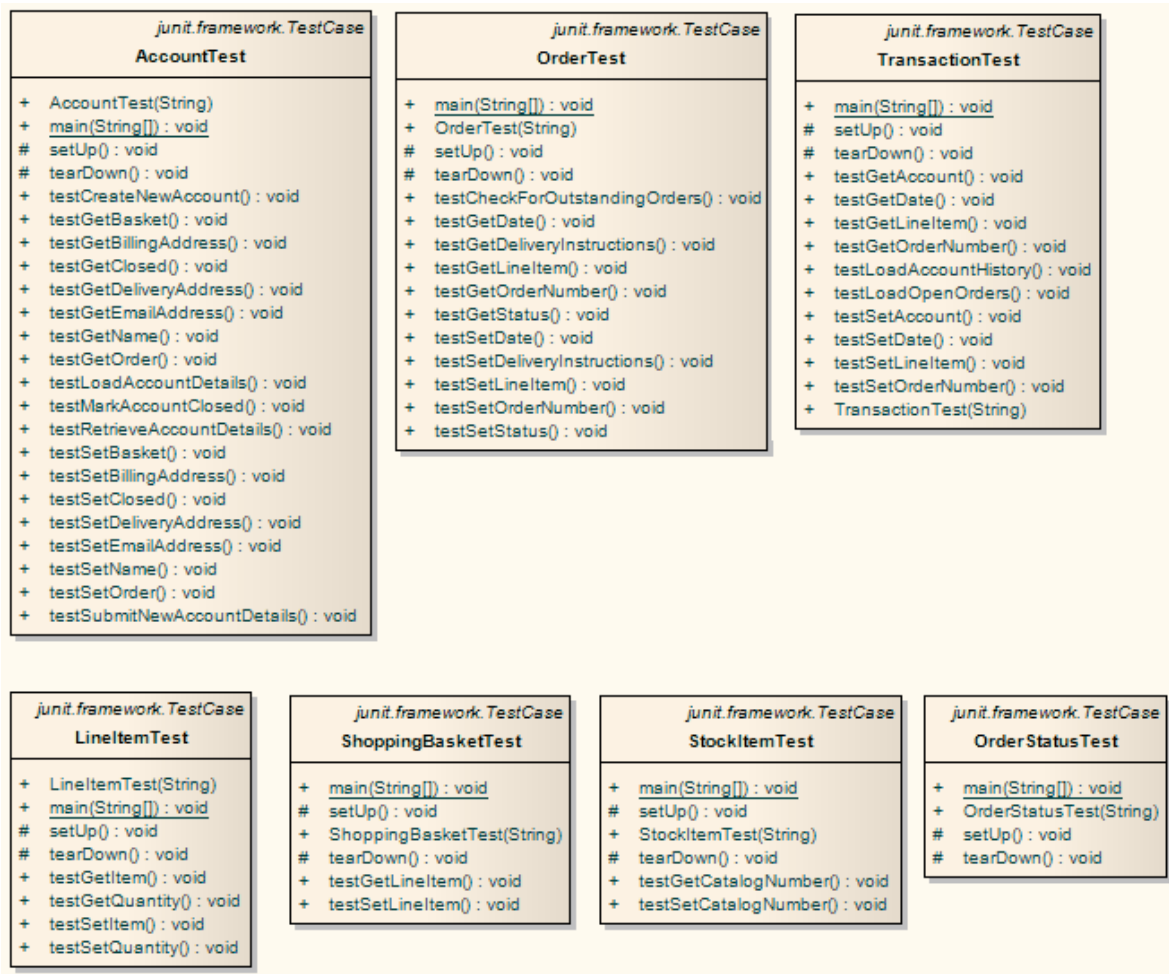 junit.framework.TestCase
AccountTest
+ AccountTest(String)
+ main(String[]) : void
# setUp() : void
# tearDown() : void
+ testCreateNewAccount() : void
+ testGetBasket() : void
+ testGetBillingAddress() : void
+ testGetClosed() : void
+ testGetDeliveryAddress() : void
+ testGetEmailAddress() : void
+ testGetName() : void
+ testGetOrder() : void
+ testLoadAccountDetails() : void
+ testMarkAccountClosed() : void
+ testRetrieveAccountDetails() : void
+ testSetBasket() : void
+ testSetBillingAddress() : void
+ testSetClosed() : void
+ testSetDeliveryAddress() : void
+ testSetEmailAddress() : void
+ testSetName() : void
+ testSetOrder() : void
+ testSubmitNewAccountDetails() : void
junit.framework.TestCase
OrderTest
+ main(String[]) : void
+ OrderTest(String)
# setUp() : void
# tearDown() : void
+ testCheckForOutstandingOrders() : void
+ testGetDate() : void
+ testGetDeliveryInstructions() : void
+ testGetLineItem() : void
+ testGetOrderNumber() : void
+ testGetStatus() : void
+ testSetDate() : void
+ testSetDeliveryInstructions() : void
+ testSetLineItem() : void
+ testSetOrderNumber() : void
+ testSetStatus() : void
junit.framework.TestCase
TransactionTest
+ main(String[]) : void
# setUp() : void
# tearDown() : void
+ testGetAccount() : void
+ testGetDate() : void
+ testGetLineItem() : void
+ testGetOrderNumber() : void
+ testLoadAccountHistory() : void
+ testLoadOpenOrders() : void
+ testSetAccount() : void
+ testSetDate() : void
+ testSetLineItem() : void
+ testSetOrderNumber() : void
+ TransactionTest(String)
junit.framework.TestCase
LineItemTest
+ LineItemTest(String)
+ main(String[]) : void
# setUp() : void
# tearDown() : void
+ testGetItem() : void
+ testGetQuantity() : void
+ testSetItem() : void
+ testSetQuantity() : void
junit.framework.TestCase
ShoppingBasketTest
+ main(String[]) : void
# setUp() : void
+ ShoppingBasketTest(String)
# tearDown() : void
+ testGetLineItem() : void
+ testSetLineItem() : void
junit.framework.TestCase
StockItemTest
+ main(String[]) : void
# setUp() : void
+ StockItemTest(String)
# tearDown() : void
+ testGetCatalogNumber() : void
+ testSetCatalogNumber() : void
junit.framework.TestCase
OrderStatusTest
+ main(String[]) : void
+ OrderStatusTest(String)
# setUp() : void
# tearDown() : void